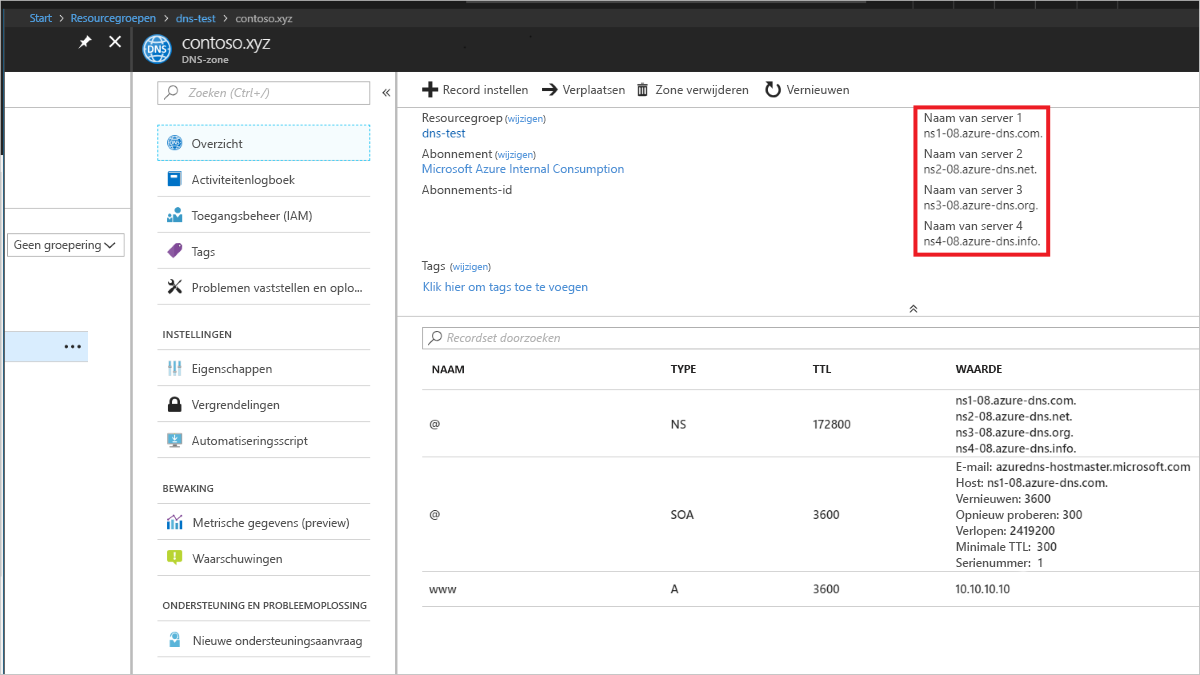 Start > Resourcegroepen > dns-test > contoso.xyz
contoso.xyz
DNS-zone
DNS
Zoeken (Ctrl+/)
«
Record instellen
Verplaatsen
Zone verwijderen
Vernieuwen
Geen groepering
...
Overzicht
Activiteitenlogboek
Toegangsbeheer (IAM)
Tags
Problemen vaststellen en oplo...
INSTELLINGEN
Eigenschappen
Vergrendelingen
Automatiseringsscript
BEWAKING
Metrische gegevens (preview)
Waarschuwingen
ONDERSTEUNING EN PROBLEEMOPLOSSING
Nieuwe ondersteuningsaanvraag
Resourcegroep (wijzigen)
dns-test
Abonnement (wijzigen)
Microsoft Azure Internal Consumption
Abonnements-id
Tags (wijzigen)
Klik hier om tags toe te voegen
Naam van server 1
ns1-08.azure-dns.com.
Naam van server 2
ns2-08.azure-dns.net.
Naam van server 3
ns3-08.azure-dns.org.
Naam van server 4
ns4-08.azure-dns.info.
Recordset doorzoeken
NAAM TYPE TTL WAARDE
@ NS 172800
ns1-08.azure-dns.com.
ns2-08.azure-dns.net.
ns3-08.azure-dns.org.
ns4-08.azure-dns.info.
@ SOA 3600
E-mail: azuredns-hostmaster.microsoft.com
Host: ns1-08.azure-dns.com.
Vernieuwen: 3600
Opnieuw proberen: 300
Verlopen: 2419200
Minimale TTL: 300
Serienummer: 1
www A 3600 10.10.10.10